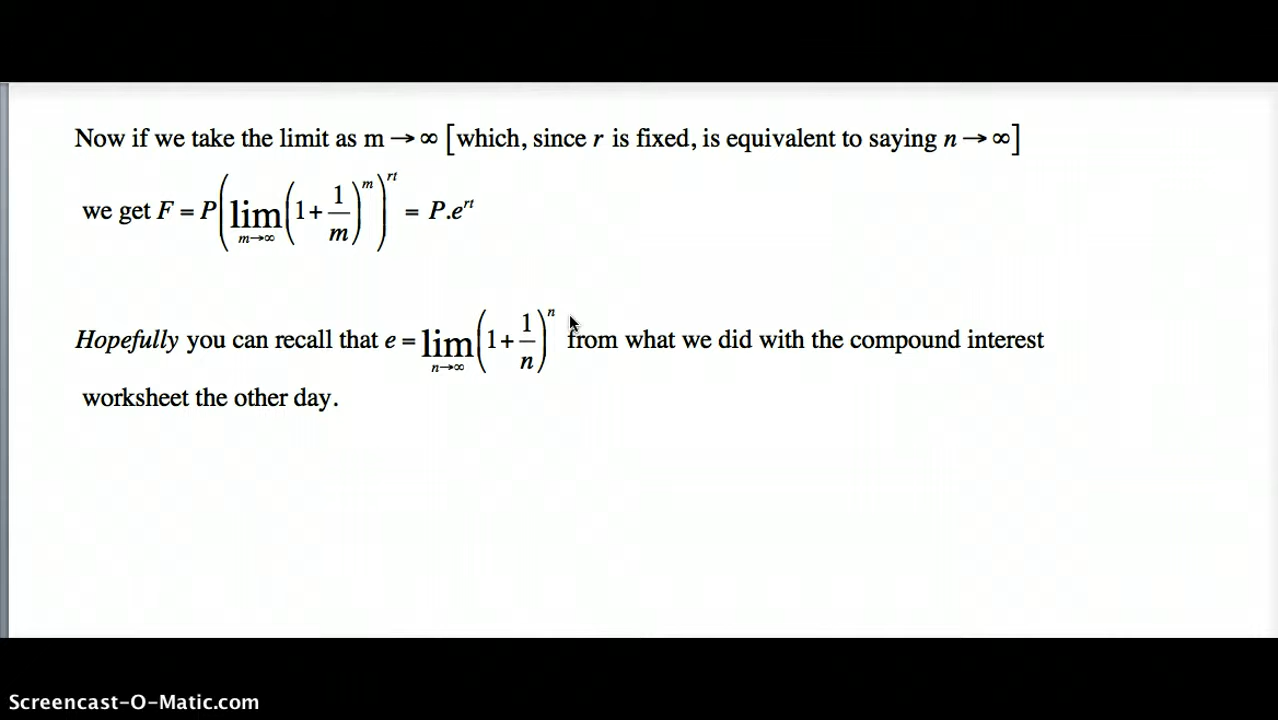 Now if we take the limit as m → ∞ [which, since r is fixed, is equivalent to saying n → ∞]
we get F = P(lim_{m→∞}(1+1/m)^m)^{rt} = P.e^{rt}
Hopefully you can recall that e = lim_{n→∞}(1+1/n)^n from what we did with the compound interest
worksheet the other day.
Screencast-O-Matic.com